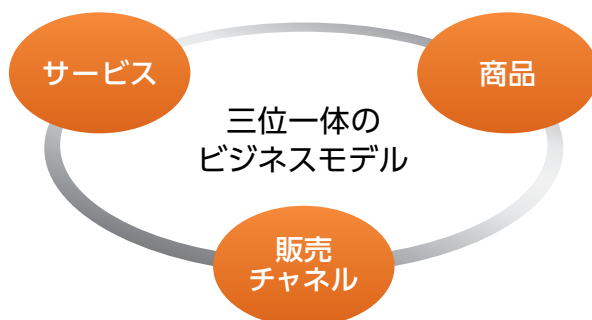 サービス
商品
三位一体の
ビジネスモデル
販売
チャネル